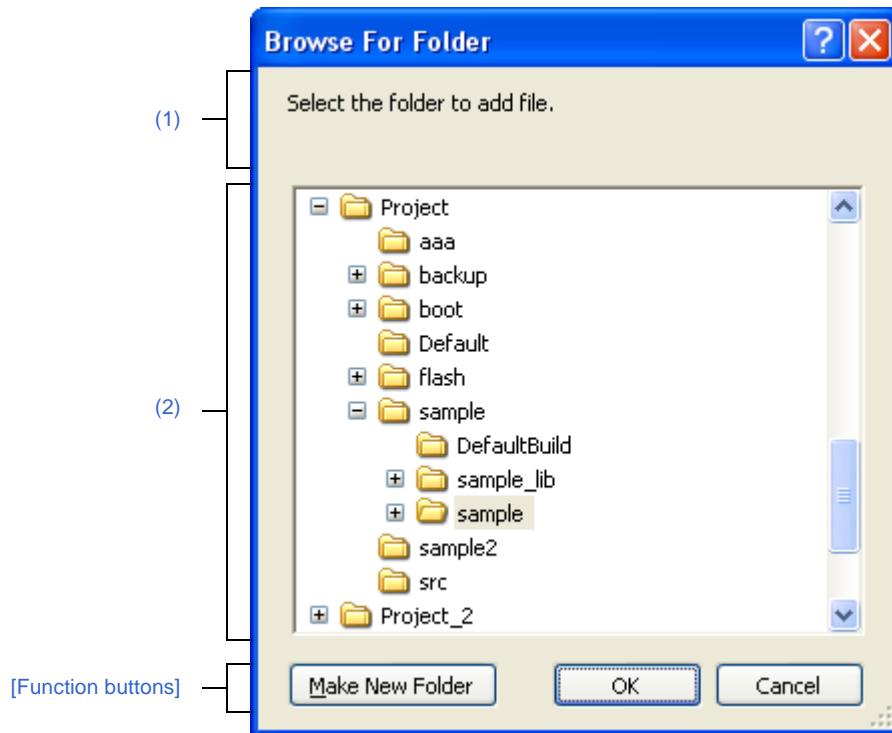 Browse For Folder
(1)
Select the folder to add file.
(2)
Project
aaa
backup
boot
Default
flash
sample
DefaultBuild
sample_lib
sample
sample2
src
Project_2
[Function buttons]
Make New Folder
OK
Cancel